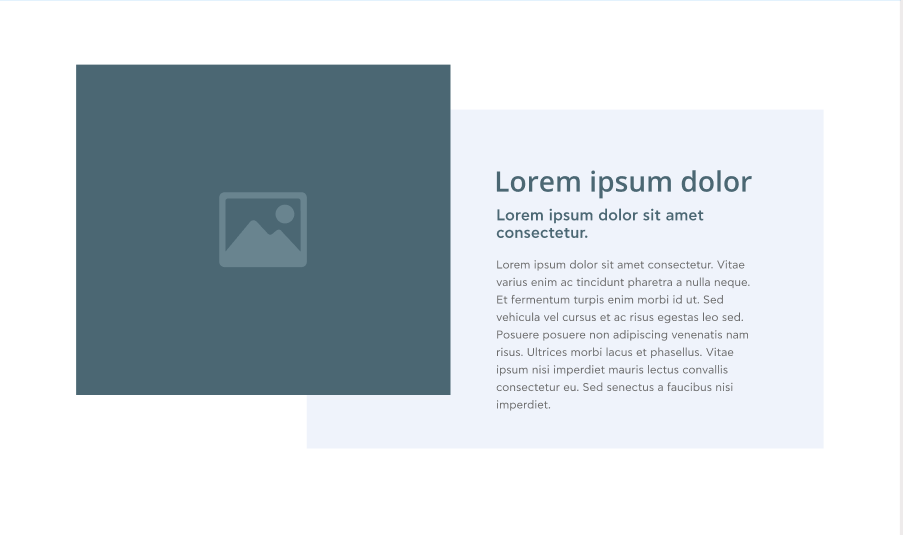 Lorem ipsum dolor
Lorem ipsum dolor sit amet
consectetur.
Lorem ipsum dolor sit amet consectetur. Vitae
varius enim ac tincidunt pharetra a nulla neque.
Et fermentum turpis enim morbi id ut. Sed
vehicula vel cursus et ac risus egestas leo sed.
Posuere posuere non adipiscing venenatis nam
risus. Ultrices morbi lacus et phasellus. Vitae
ipsum nisi imperdiet mauris lectus convallis
consectetur eu. Sed senectus a faucibus nisi
imperdiet.